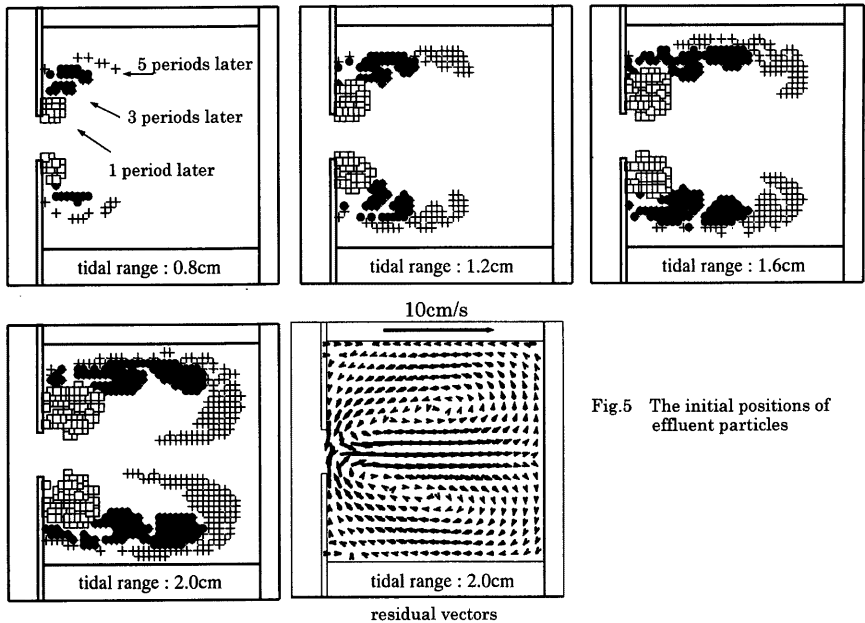 5 periods later
3 periods later
1 period later
tidal range : 0.8cm
tidal range : 1.2cm
tidal range : 1.6cm
10cm/s
tidal range : 2.0cm
tidal range : 2.0cm
residual vectors
Fig.5 The initial positions of
effluent particles